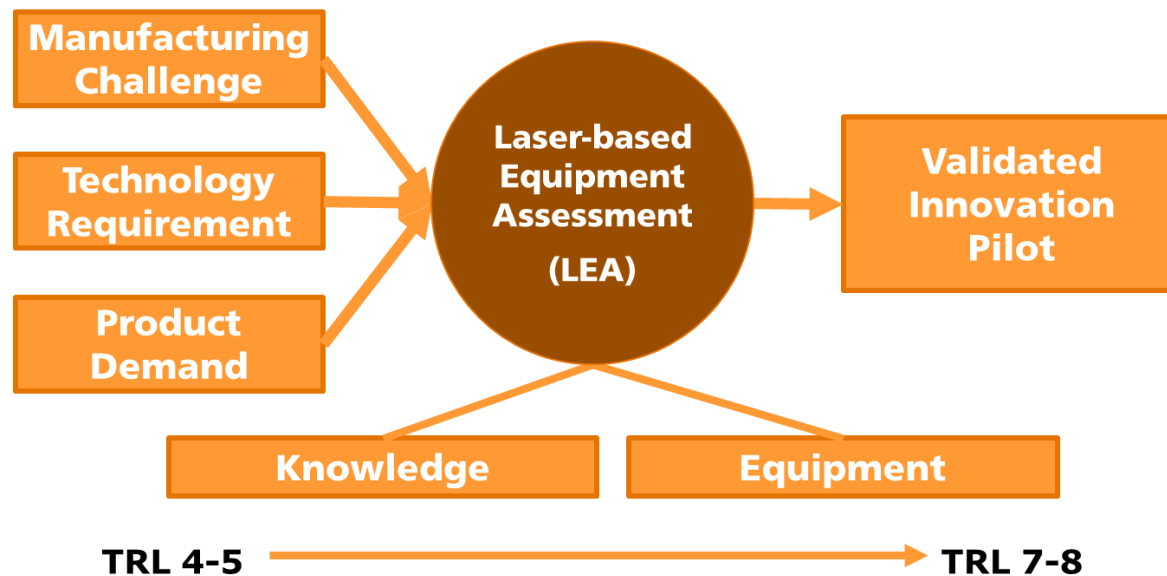 Manufacturing
Challenge
Technology
Requirement
Product
Demand
Laser-based
Equipment
Assessment
(LEA)
Validated
Innovation
Pilot
Knowledge
Equipment
TRL 4-5
TRL 7-8